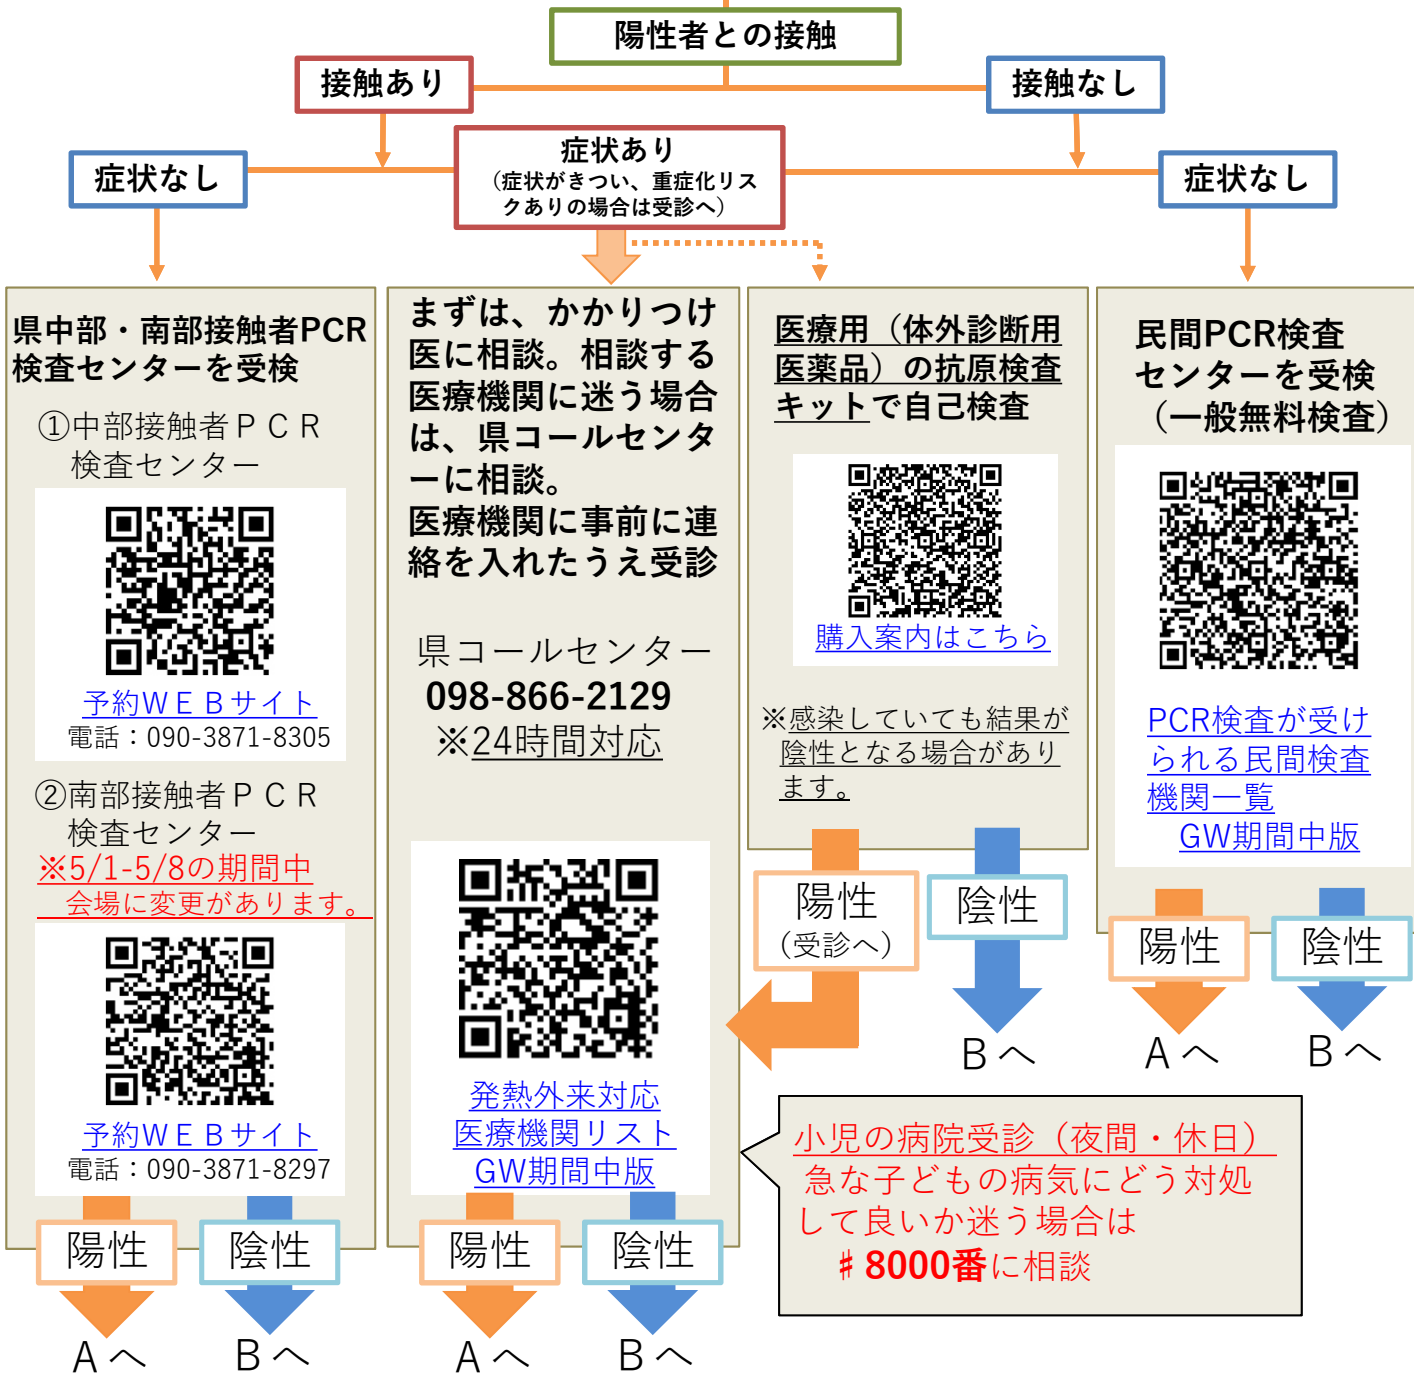 陽性者との接触
接触あり
接触なし
症状なし
症状あり
（症状がきつい、重症化リス
クありの場合は受診へ）
症状なし
県中部・南部接触者PCR
検査センターを受検
①中部接触者ＰＣＲ
検査センター
予約ＷＥＢサイト
電話：090-3871-8305
②南部接触者ＰＣＲ
検査センター
※5/1-5/8の期間中
会場に変更があります。
予約ＷＥＢサイト
電話：090-3871-8297
陽性
陰性
Ａへ
Ｂへ
まずは、かかりつけ
医に相談。相談する
医療機関に迷う場合
は、県コールセンタ
ーに相談。
医療機関に事前に連
絡を入れたうえ受診
県コールセンター
098-866-2129
※24時間対応
発熱外来対応
医療機関リスト
GW期間中版
陽性
陰性
Ａへ
Ｂへ
医療用（体外診断用
医薬品）の抗原検査
キットで自己検査
購入案内はこちら
※感染していても結果が
陰性となる場合があり
ます。
陽性
（受診へ）
陰性
Ｂへ
民間PCR検査
センターを受検
（一般無料検査）
PCR検査が受け
られる民間検査
機関一覧
GW期間中版
陽性
陰性
Ａへ
Ｂへ
小児の病院受診（夜間・休日）
急な子どもの病気にどう対処
して良いか迷う場合は
♯8000番に相談